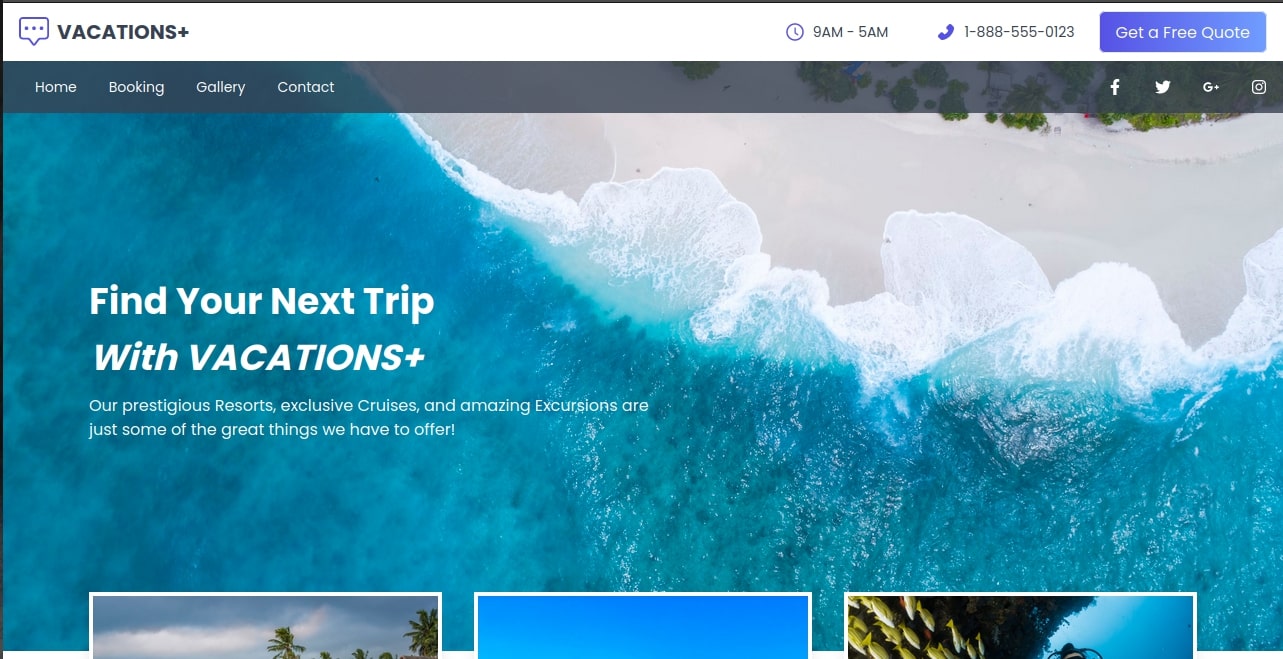 VACATIONS+
9AM - 5AM
1-888-555-0123
Get a Free Quote
Home
Booking
Gallery
Contact
G+
Find Your Next Trip
With VACATIONS+
Our prestigious Resorts, exclusive Cruises, and amazing Excursions are
just some of the great things we have to offer!